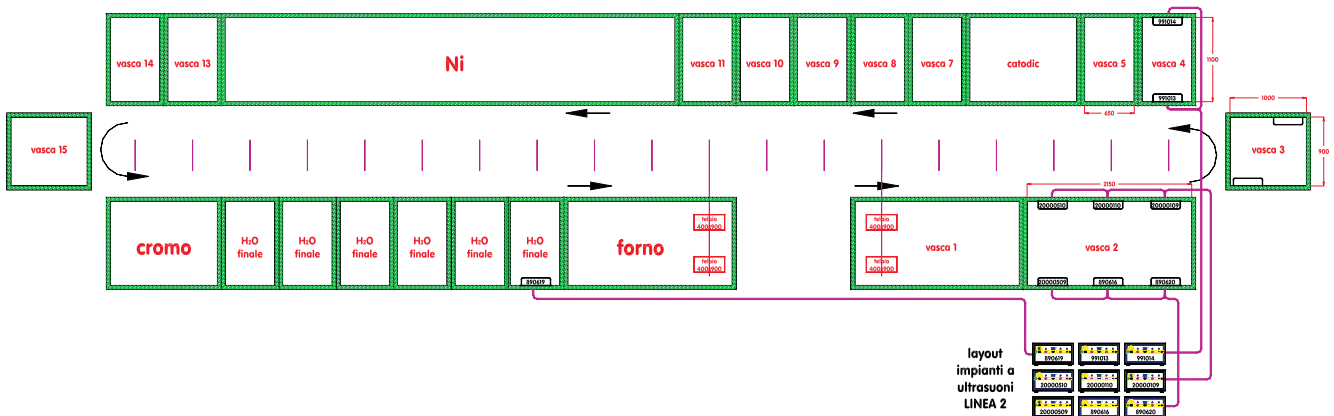 991014
vasca 14
vasca 13
Ni
vasca 11
vasca 10
vasca 9
vasca 8
vasca 7
catodic
vasca 5
vasca 4
1100
991013
650
1000
vasca 15
vasca 3
900
2150
cromo
H₂O
finale
H₂O
finale
H₂O
finale
H₂O
finale
H₂O
finale
H₂O
finale
890619
forno
telaio
400x900
telaio
400x900
telaio
400x900
telaio
400x900
vasca 1
20000510
20000110
20000109
vasca 2
20000509
890616
890620
layout
impianti a
ultrasuoni
LINEA 2
890619
991013
991014
20000510
20000110
20000109
20000509
890616
890620